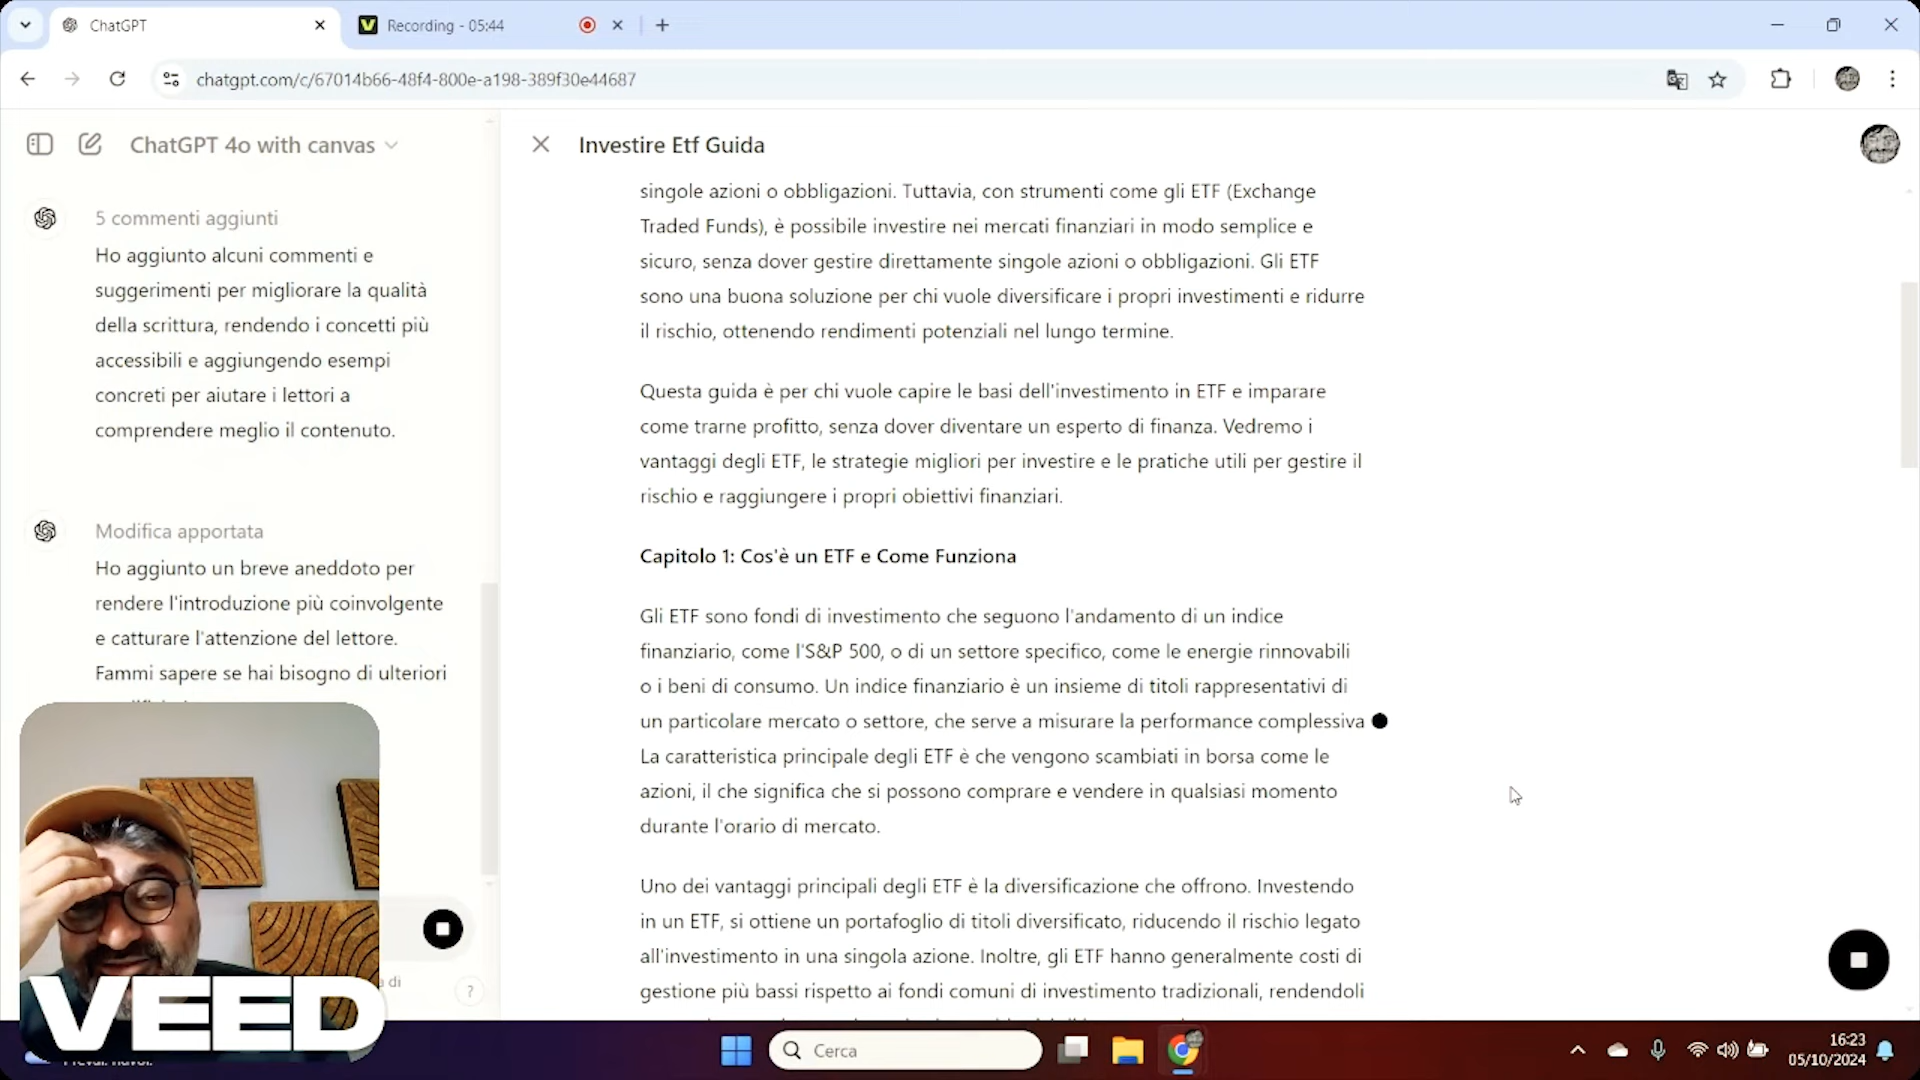 ChatGPT
Recording - 05:44
chatgpt.com/c/67014b66-48f4-800e-a198-389f30e44687
ChatGPT 4o with canvas
5 commenti aggiunti
Ho aggiunto alcuni commenti e
suggerimenti per migliorare la qualità
della scrittura, rendendo i concetti più
accessibili e aggiungendo esempi
concreti per aiutare i lettori a
comprendere meglio il contenuto.
Modifica apportata
Ho aggiunto un breve aneddoto per
rendere l'introduzione più coinvolgente
e catturare l'attenzione del lettore.
Fammi sapere se hai bisogno di ulteriori
di
?
VEED
Investire Etf Guida
singole azioni o obbligazioni. Tuttavia, con strumenti come gli ETF (Exchange
Traded Funds), è possibile investire nei mercati finanziari in modo semplice e
sicuro, senza dover gestire direttamente singole azioni o obbligazioni. Gli ETF
sono una buona soluzione per chi vuole diversificare i propri investimenti e ridurre
il rischio, ottenendo rendimenti potenziali nel lungo termine.
Questa guida è per chi vuole capire le basi dell'investimento in ETF e imparare
come trarne profitto, senza dover diventare un esperto di finanza. Vedremo i
vantaggi degli ETF, le strategie migliori per investire e le pratiche utili per gestire il
rischio e raggiungere i propri obiettivi finanziari.
Capitolo 1: Cos'è un ETF e Come Funziona
Gli ETF sono fondi di investimento che seguono l'andamento di un indice
finanziario, come l'S&P 500, o di un settore specifico, come le energie rinnovabili
o i beni di consumo. Un indice finanziario è un insieme di titoli rappresentativi di
un particolare mercato o settore, che serve a misurare la performance complessiva
La caratteristica principale degli ETF è che vengono scambiati in borsa come le
azioni, il che significa che si possono comprare e vendere in qualsiasi momento
durante l'orario di mercato.
Uno dei vantaggi principali degli ETF è la diversificazione che offrono. Investendo
in un ETF, si ottiene un portafoglio di titoli diversificato, riducendo il rischio legato
all'investimento in una singola azione. Inoltre, gli ETF hanno generalmente costi di
gestione più bassi rispetto ai fondi comuni di investimento tradizionali, rendendoli
Cerca
16:23
05/10/2024